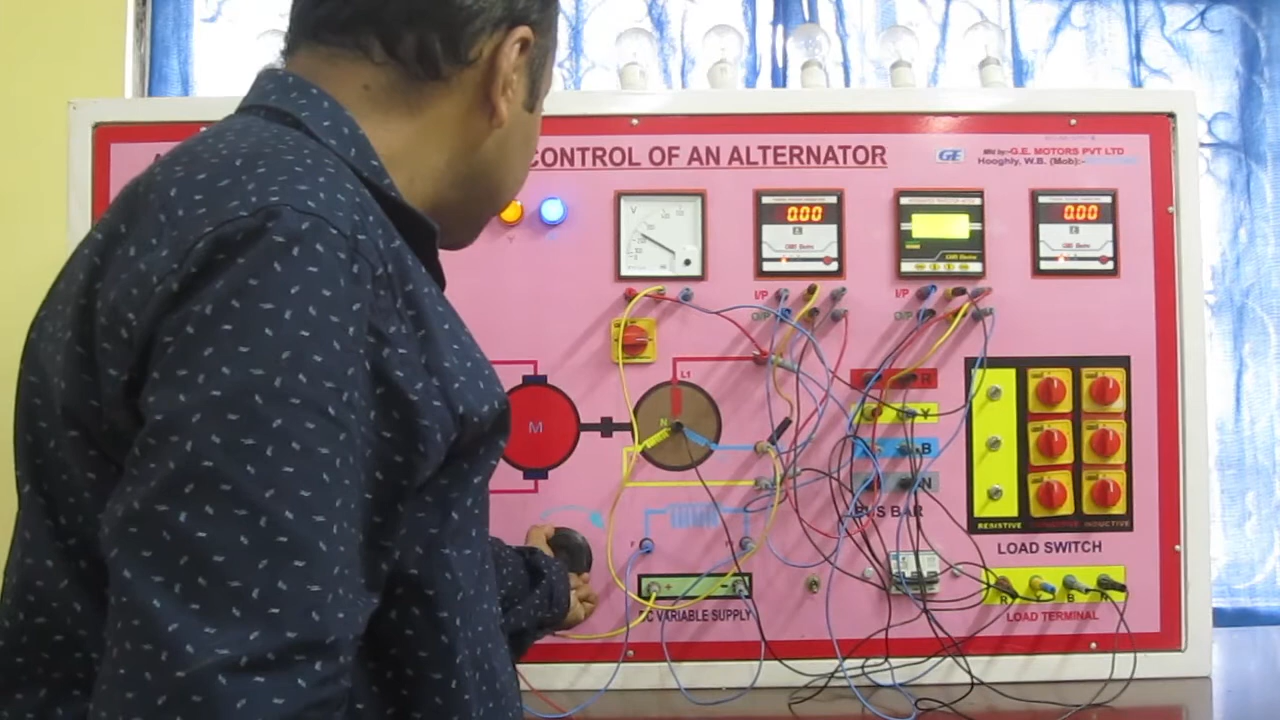 CONTROL OF AN ALTERNATOR
GE
Mfd by:-G.E. MOTORS PVT LTD
Hooghly, W.B. (Mob):-
V
0.00
0.00
I/P
O/P
I/P
O/P
L1
R
M
N
Y
B
N
BUS BAR
RESISTIVE
INDUCTIVE
LOAD SWITCH
+ -
DC VARIABLE SUPPLY
R Y B N
LOAD TERMINAL